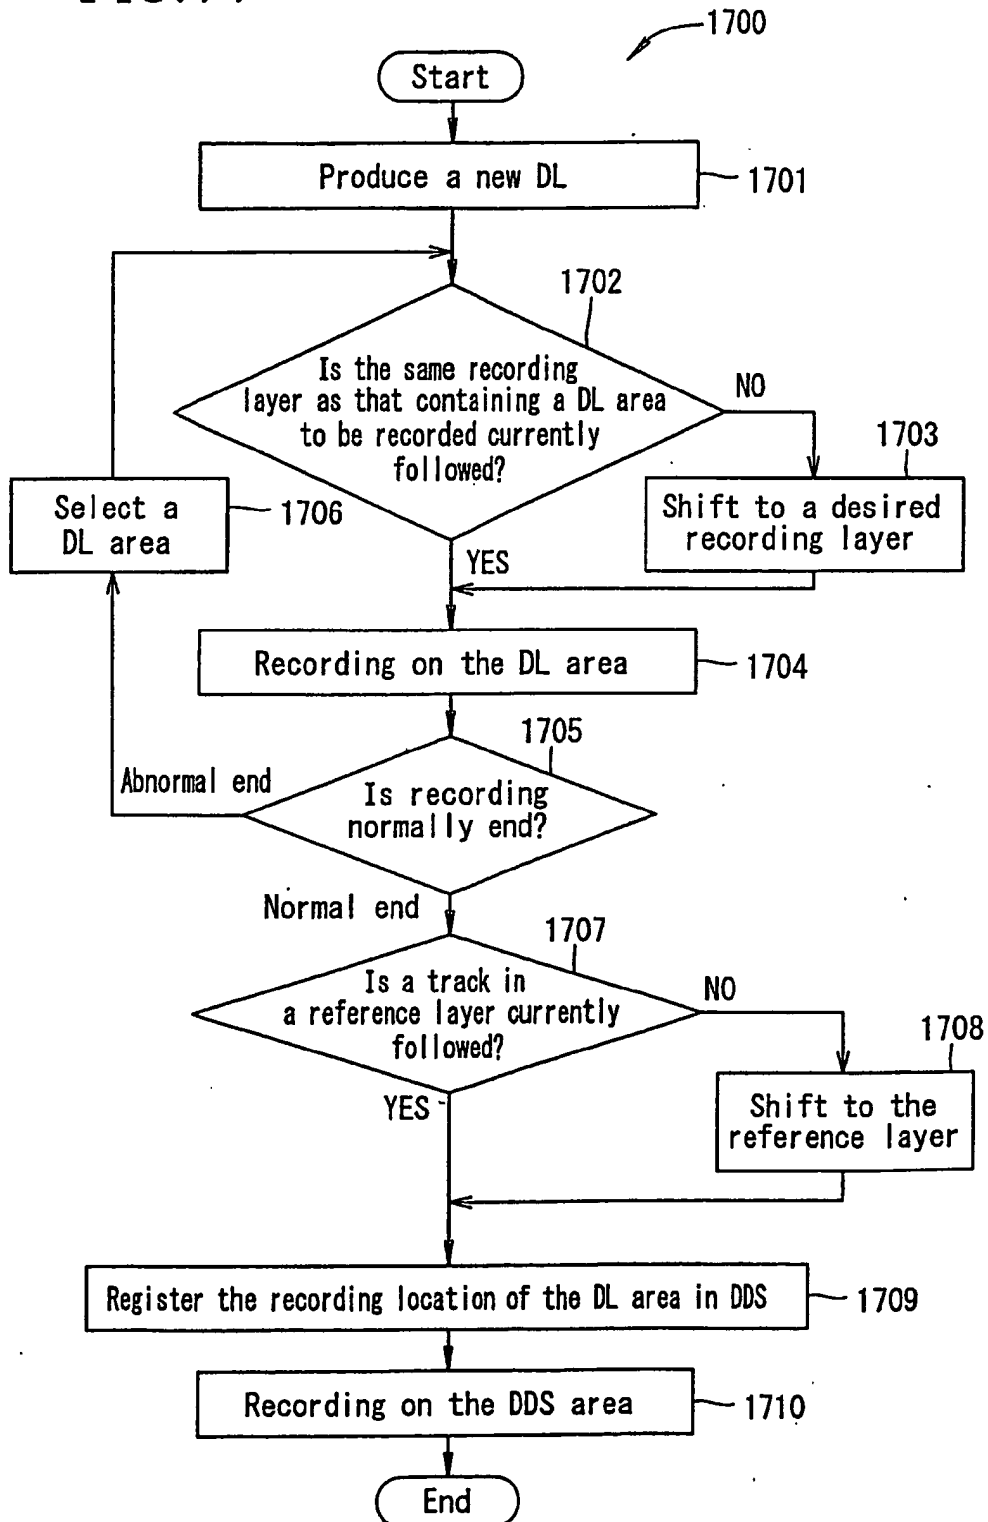 1700
Start
Produce a new DL
1701
1702
Is the same recording
layer as that containing a DL area
to be recorded currently
followed?
NO
1703
Shift to a desired
recording layer
Select a
DL area
1706
YES
Recording on the DL area
1704
1705
Abnormal end
Is recording
normally end?
Normal end
1707
Is a track in
a reference layer currently
followed?
NO
1708
Shift to the
reference layer
YES
Register the recording location of the DL area in DDS
1709
Recording on the DDS area
1710
End